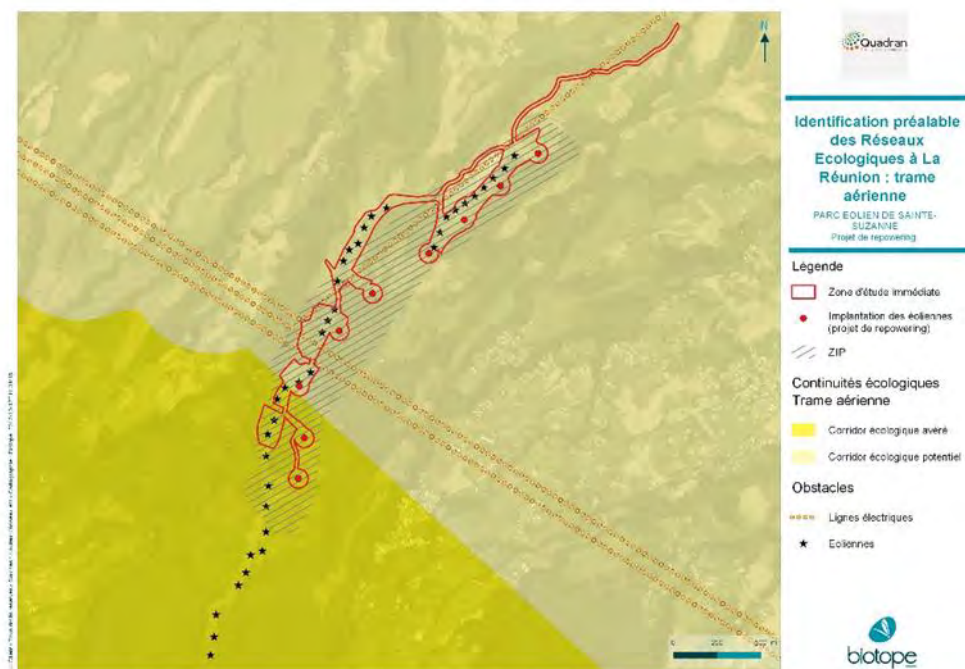 N
Quadran
Identification préalable
des Réseaux
Ecologiques à La
Réunion : trame
aérienne
PARC EOLIEN DE SAINTE-
SUZANNE
Projet de repowering
Légende
Zone d'étude immédiate
Implantation des éoliennes
(projet de repowering)
ZIP
Continuités écologiques
Trame aérienne
Corridor écologique avéré
Corridor écologique potentiel
Obstacles
Lignes électriques
Eoliennes
0
biotope